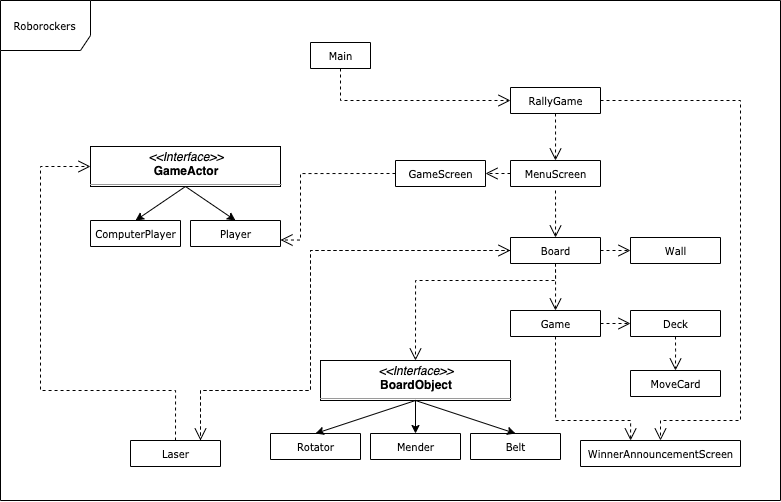 Roborockers
Main
RallyGame
<<Interface>>
GameActor
GameScreen
MenuScreen
ComputerPlayer
Player
Board
Wall
Game
Deck
<<Interface>>
BoardObject
MoveCard
Rotator
Mender
Belt
Laser
WinnerAnnouncementScreen